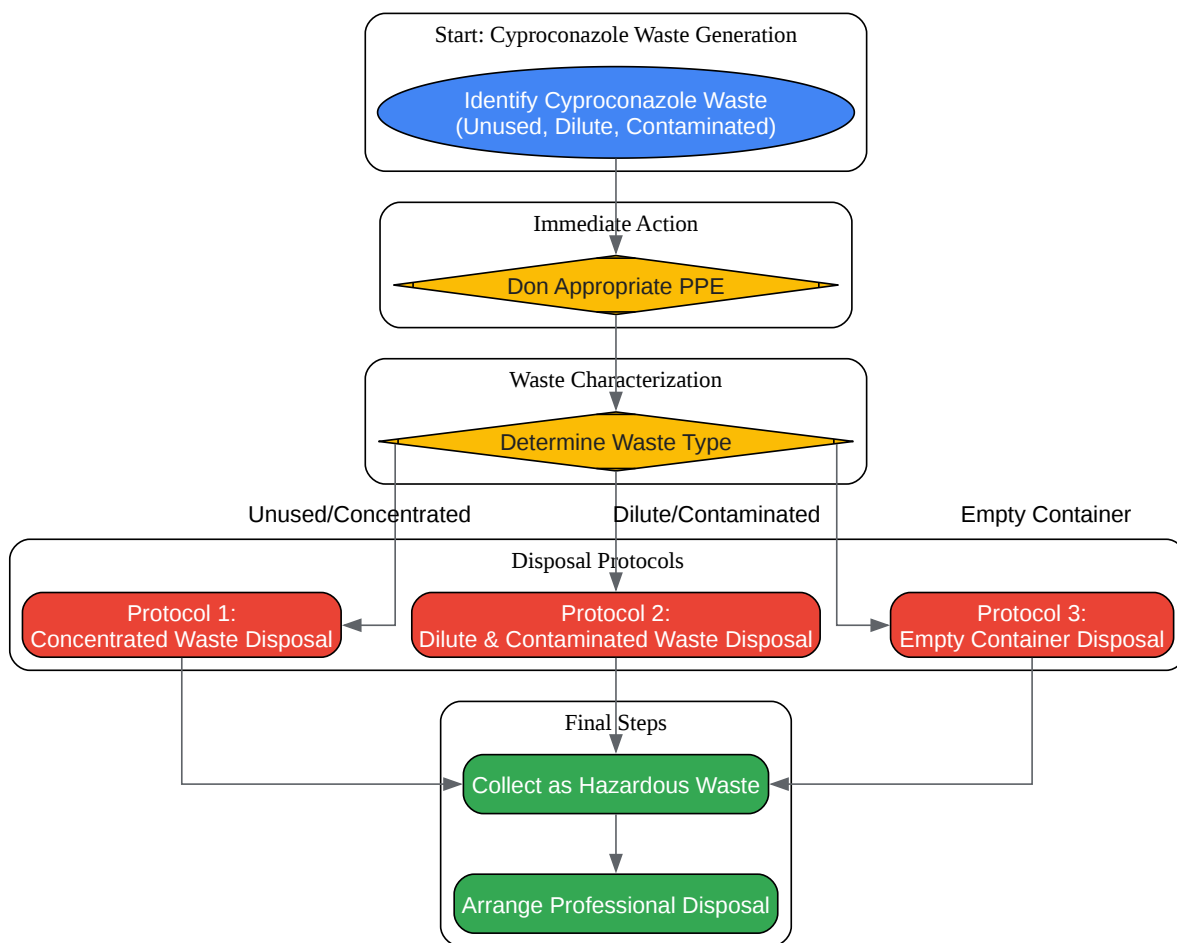 Start: Cyproconazole Waste Generation
Identify Cyproconazole Waste
(Unused, Dilute, Contaminated)
Immediate Action
Don Appropriate PPE
Waste Characterization
Determine Waste Type
Unused/Concentrated
Dilute/Contaminated
Empty Container
Disposal Protocols
Protocol 1:
Concentrated Waste Disposal
Protocol 2:
Dilute & Contaminated Waste Disposal
Protocol 3:
Empty Container Disposal
Final Steps
Collect as Hazardous Waste
Arrange Professional Disposal